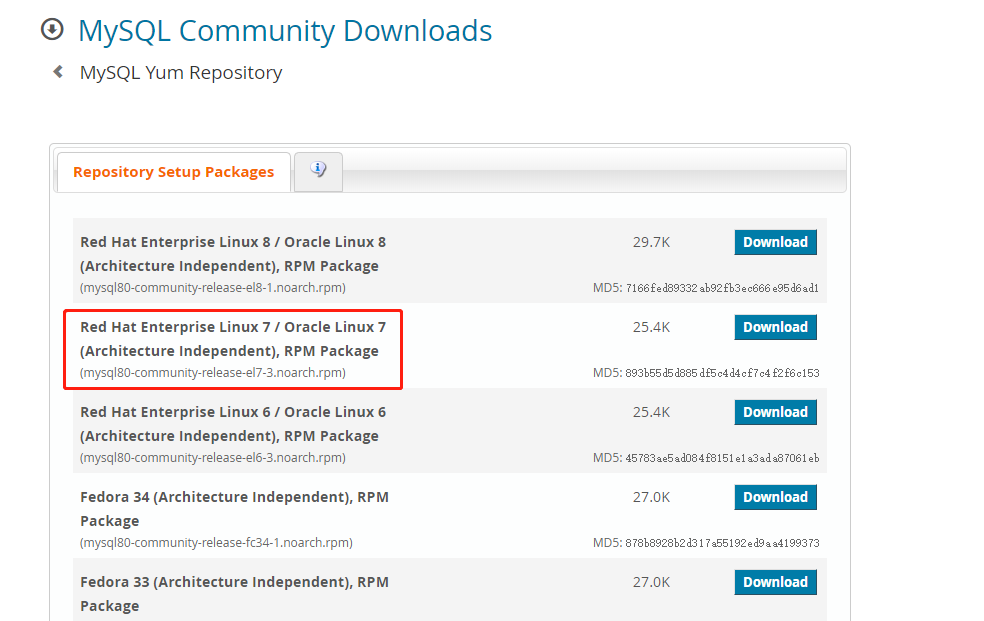 MySQL Community Downloads
MySQL Yum Repository
Repository Setup Packages
Red Hat Enterprise Linux 8 / Oracle Linux 8 29.7K Download
(Architecture Independent), RPM Package
(mysql80-community-release-el8-1.noarch.rpm) MD5: 7166fed89332ab92fb3ec666e95d6ad1
Red Hat Enterprise Linux 7 / Oracle Linux 7 25.4K Download
(Architecture Independent), RPM Package
(mysql80-community-release-el7-3.noarch.rpm) MD5: 893b55d5d885df5c4d4cf7c4f2f6c153
Red Hat Enterprise Linux 6 / Oracle Linux 6 25.4K Download
(Architecture Independent), RPM Package
(mysql80-community-release-el6-3.noarch.rpm) MD5: 45783ae5ad084f8151e1a3ada87061eb
Fedora 34 (Architecture Independent), RPM 27.0K Download
Package
(mysql80-community-release-fc34-1.noarch.rpm) MD5: 878b8928b2d317a55192ed9aa4199373
Fedora 33 (Architecture Independent), RPM 27.0K Download
Package